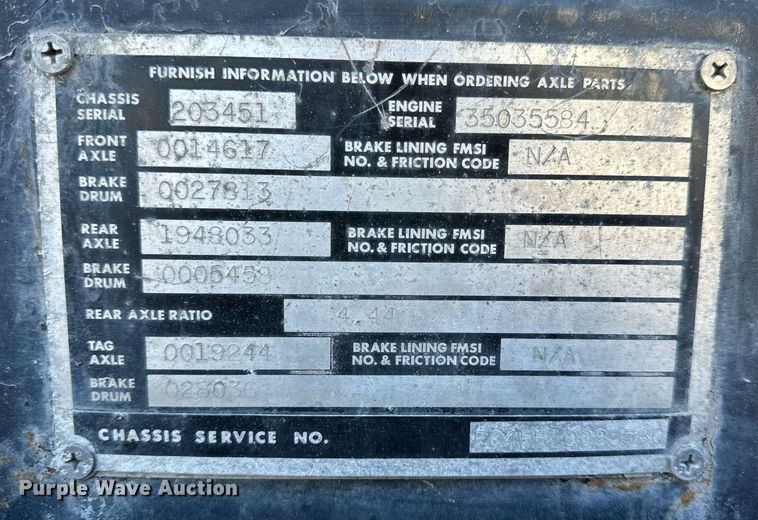 FURNISH INFORMATION BELOW WHEN ORDERING AXLE PARTS
CHASSIS SERIAL 203451 ENGINE SERIAL 35035584
FRONT AXLE 0014617 BRAKE LINING FMSI NO. & FRICTION CODE N/A
BRAKE DRUM 0027813
REAR AXLE 1948033 BRAKE LINING FMSI NO. & FRICTION CODE N/A
BRAKE DRUM
REAR AXLE RATIO 4.44
TAG AXLE 0019244 BRAKE LINING FMSI NO. & FRICTION CODE N/A
BRAKE DRUM
CHASSIS SERVICE NO.
Purple Wave Auction